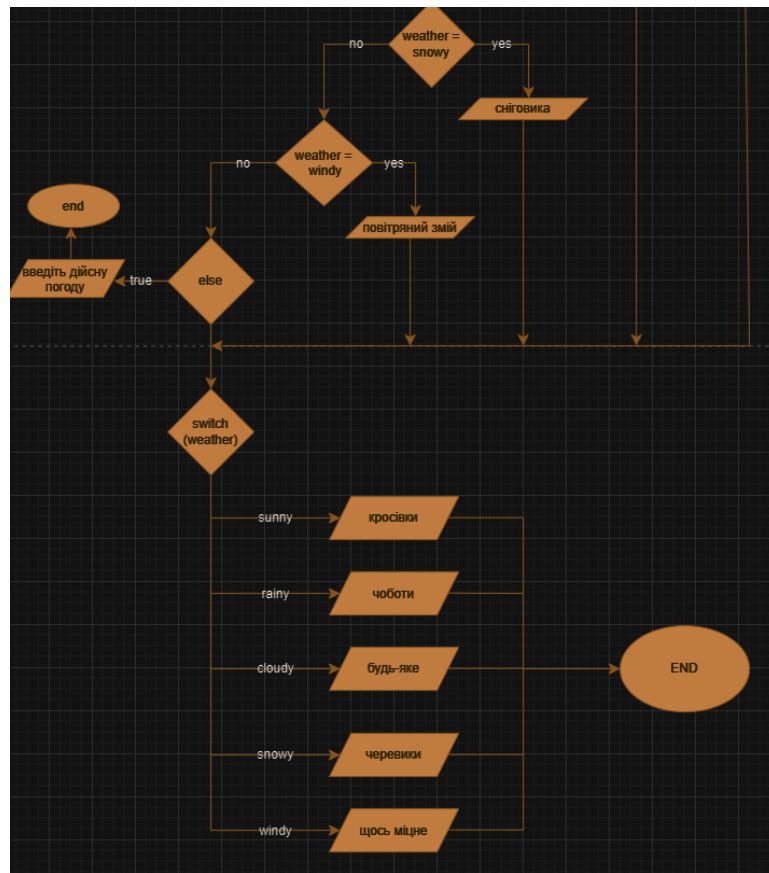 weather =
snowy
no
yes
сніговика
weather =
windy
no
yes
end
повітряний змій
введіть дійсну
погоду
true
else
switch
(weather)
sunny
кросівки
rainy
чоботи
cloudy
будь-яке
END
snowy
черевики
windy
щось міцне